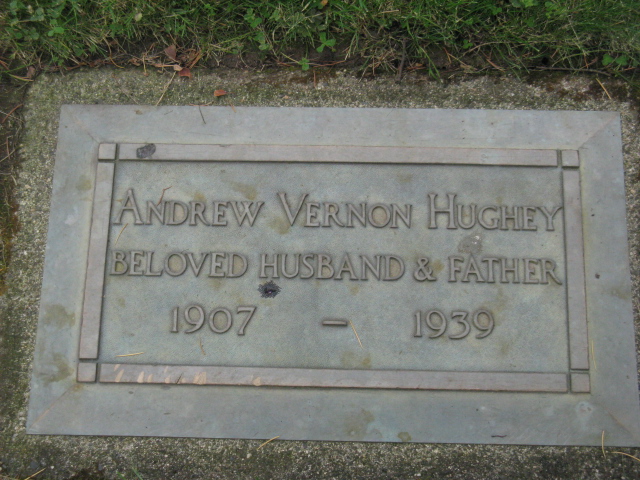 ANDREW VERNON HUGHEY
BELOVED HUSBAND & FATHER
1907 – 1939